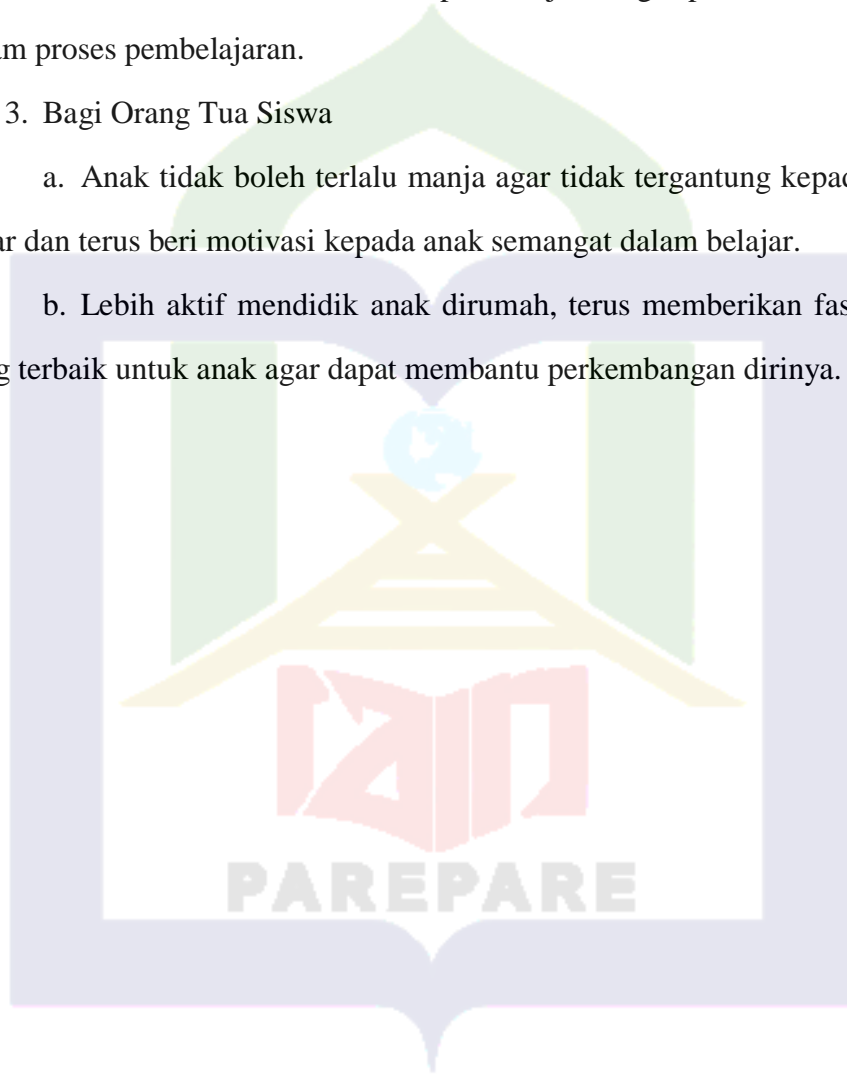 am proses pembelajaran.
3. Bagi Orang Tua Siswa
a. Anak tidak boleh terlalu manja agar tidak tergantung kepad
ar dan terus beri motivasi kepada anak semangat dalam belajar.
b. Lebih aktif mendidik anak dirumah, terus memberikan fas
g terbaik untuk anak agar dapat membantu perkembangan dirinya.
iain
PAREPARE